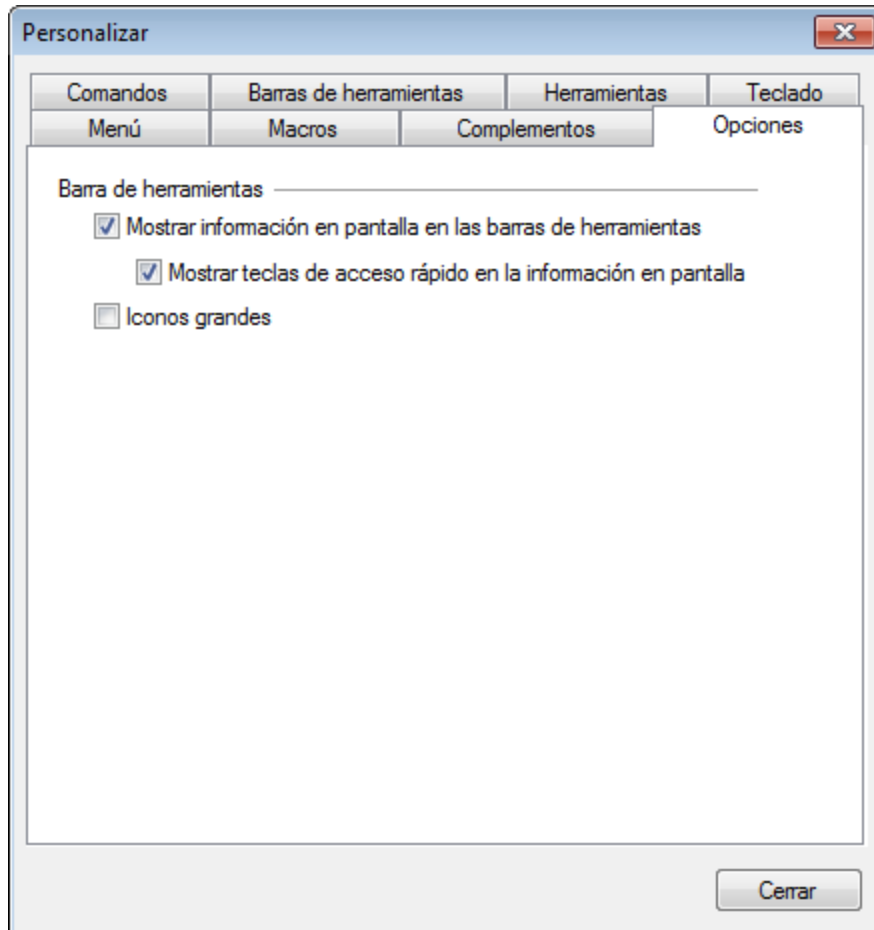 Personalizar
Comandos Barras de herramientas Herramientas Teclado
Menú Macros Complementos Opciones
Barra de herramientas
Mostrar información en pantalla en las barras de herramientas
Mostrar teclas de acceso rápido en la información en pantalla
Iconos grandes
Cerrar